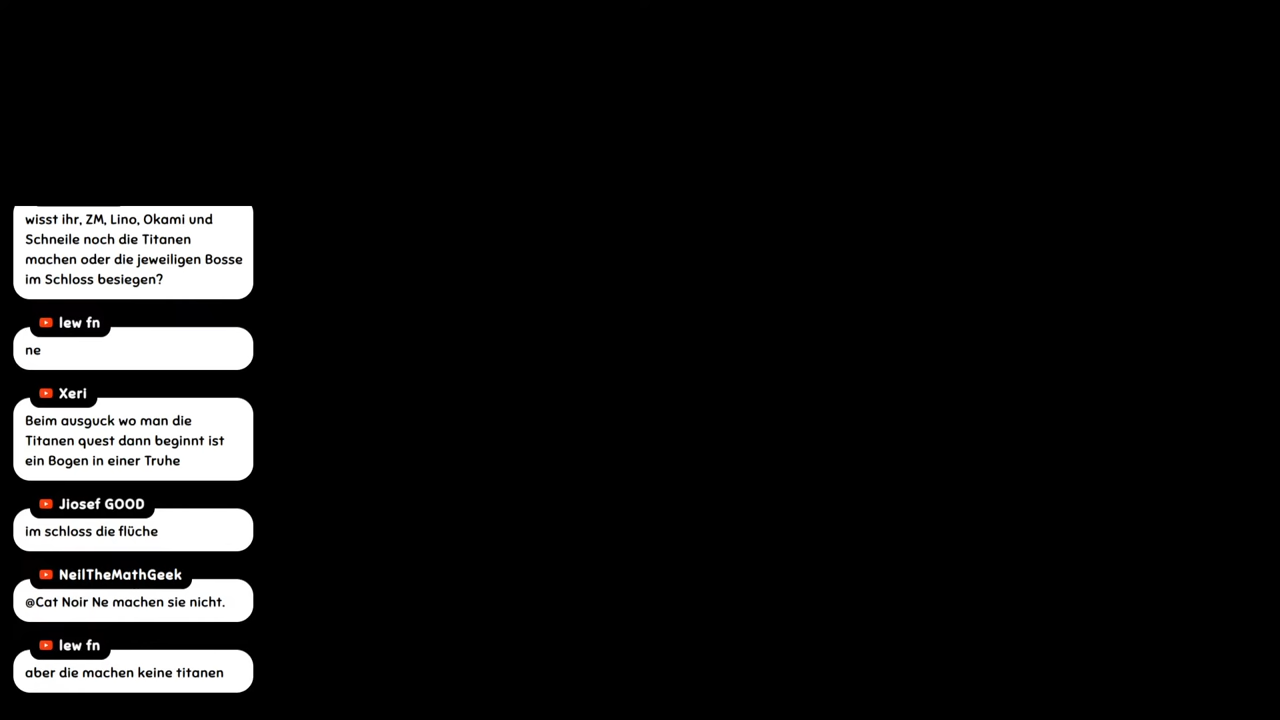 wisst ihr, ZM, Lino, Okami und
Schneile noch die Titanen
machen oder die jeweiligen Bosse
im Schloss besiegen?
lew fn
ne
Xeri
Beim ausguck wo man die
Titanen quest dann beginnt ist
ein Bogen in einer Truhe
Jiosef GOOD
im schloss die flüche
NeilTheMathGeek
@Cat Noir Ne machen sie nicht.
lew fn
aber die machen keine titanen